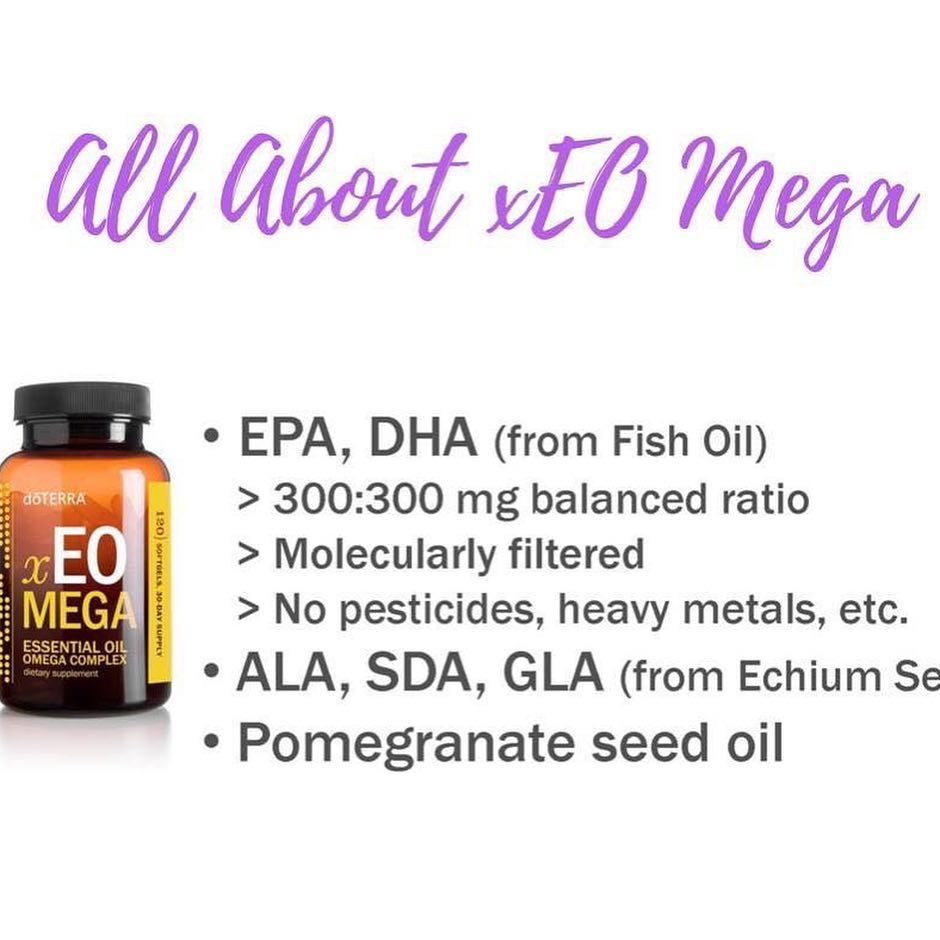 All About xEO Mega
• EPA, DHA (from Fish Oil)
> 300:300 mg balanced ratio
> Molecularly filtered
> No pesticides, heavy metals, etc.
• ALA, SDA, GLA (from Echium Se
• Pomegranate seed oil
dōTERRA
xEO
MEGA
ESSENTIAL OIL
OMEGA COMPLEX
dietary supplement
120 SOFTGELS, 30-DAY SUPPLY